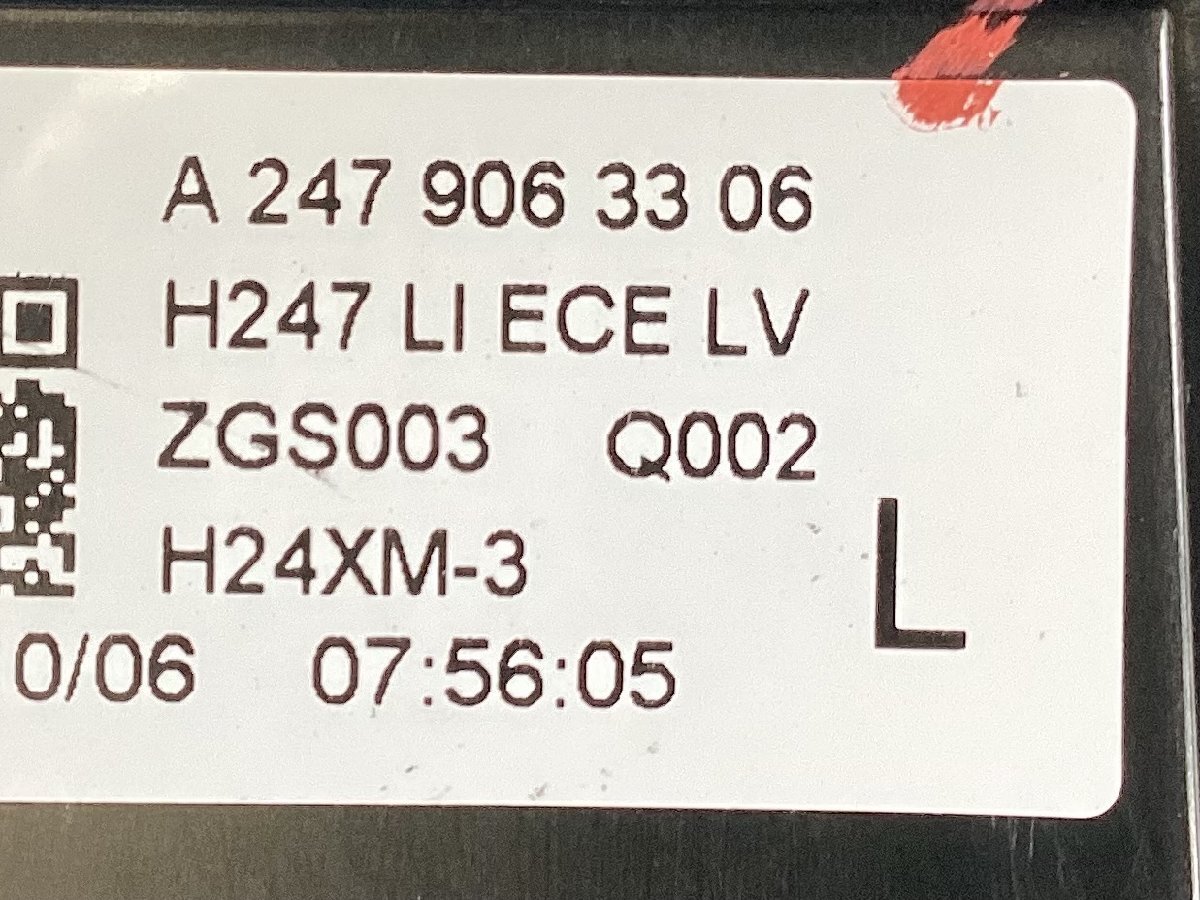 A 247 906 33 06
H247 LI ECE LV
ZGS003 Q002
H24XM-3
L
0/06 07:56:05